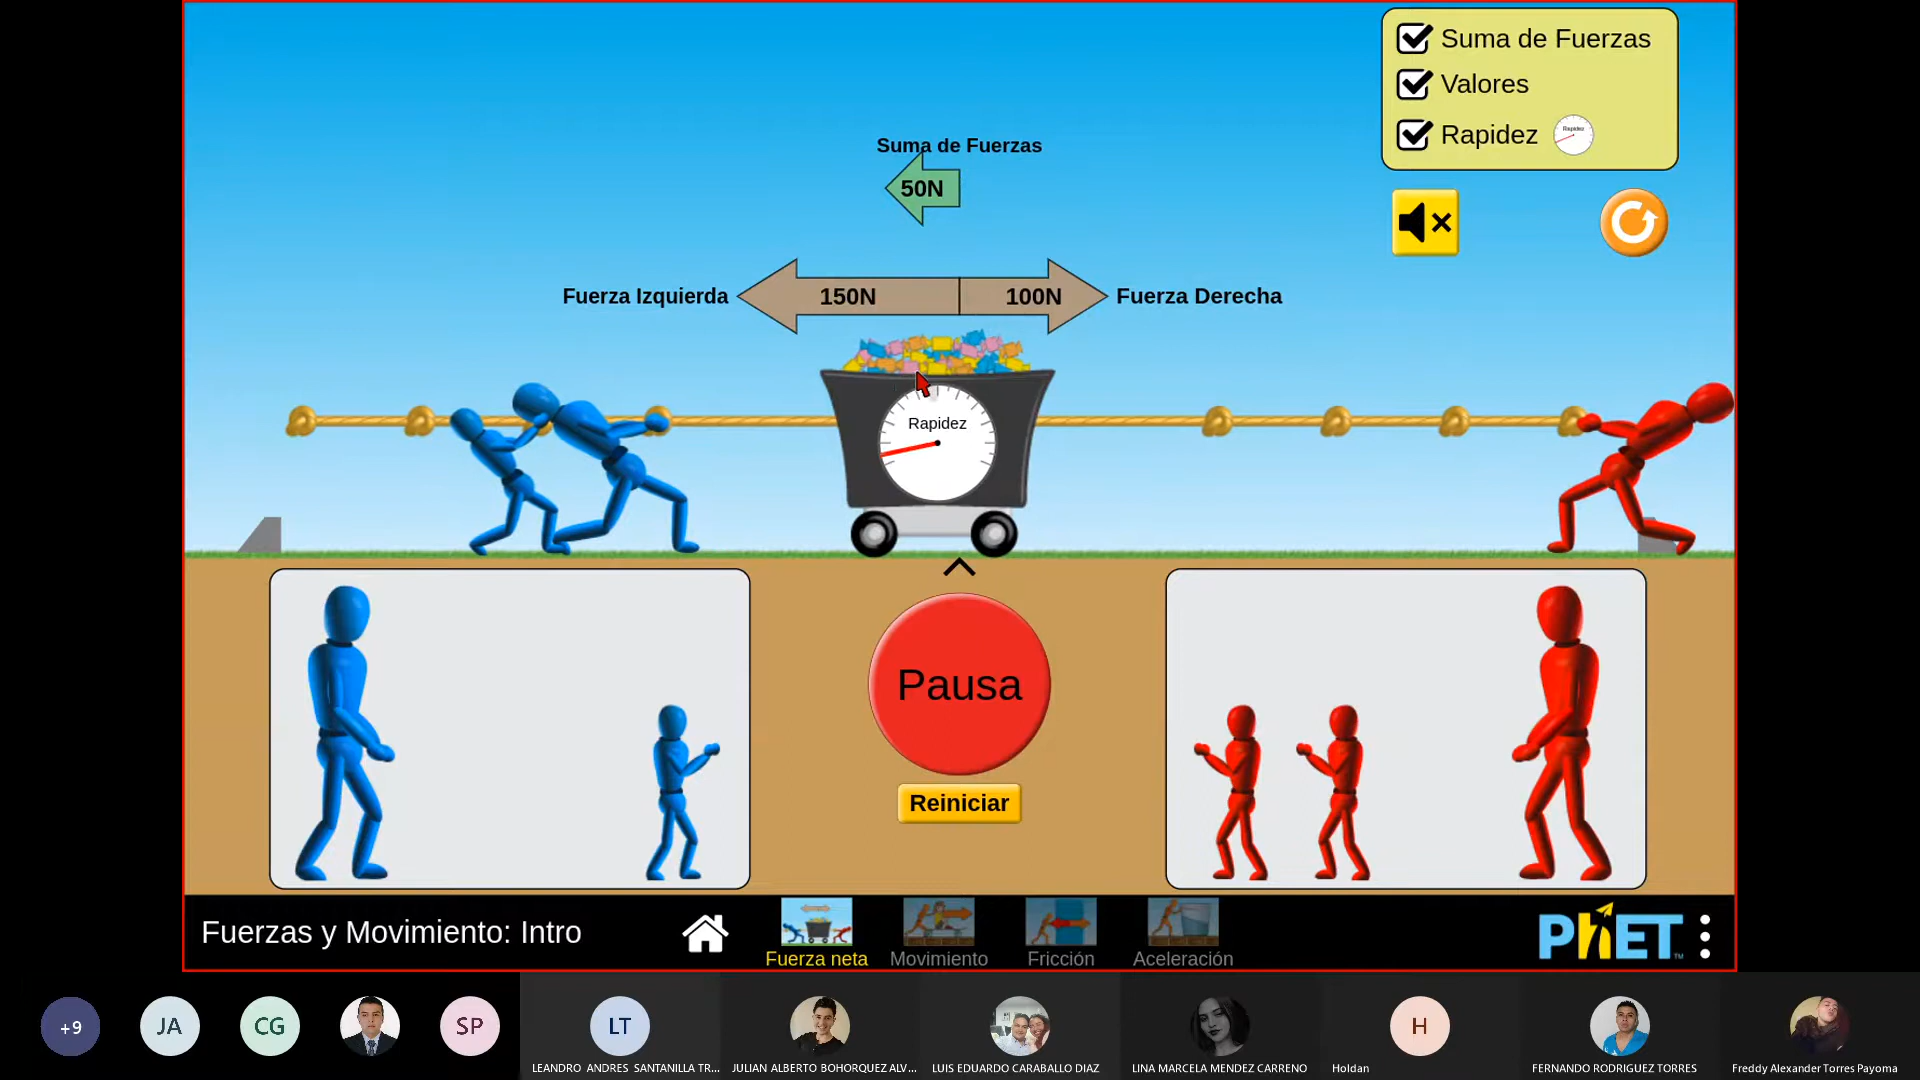 Suma de Fuerzas
Valores
Rapidez
Suma de Fuerzas
50N
Fuerza Izquierda
150N
100N
Fuerza Derecha
Rapidez
Pausa
Reiniciar
Fuerzas y Movimiento: Intro
Fuerza neta
Movimiento
Fricción
Aceleración
PhET
+9
JA
CG
SP
LT
H
LEANDRO ANDRES SANTANILLA TR...
JULIAN ALBERTO BOHORQUEZ ALV...
LUIS EDUARDO CARABALLO DIAZ
LINA MARCELA MENDEZ CARRENO
Holdan
FERNANDO RODRIGUEZ TORRES
Freddy Alexander Torres Payoma